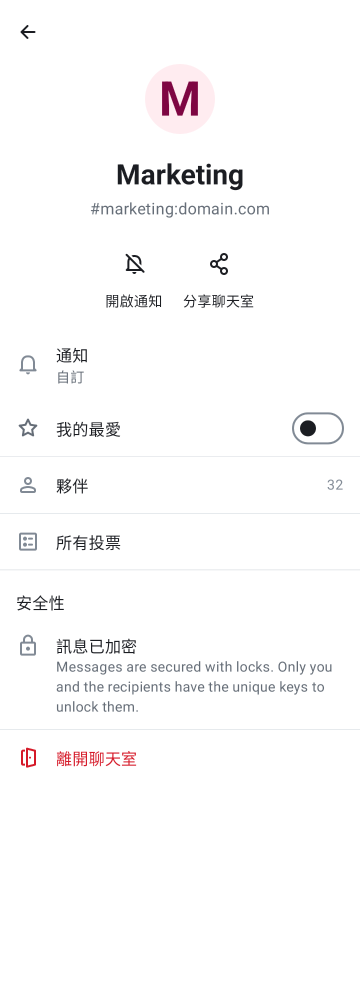 M
Marketing
#marketing:domain.com
開啟通知
分享聊天室
通知
自訂
我的最愛
夥伴
32
所有投票
安全性
訊息已加密
Messages are secured with locks. Only you
and the recipients have the unique keys to
unlock them.
離開聊天室